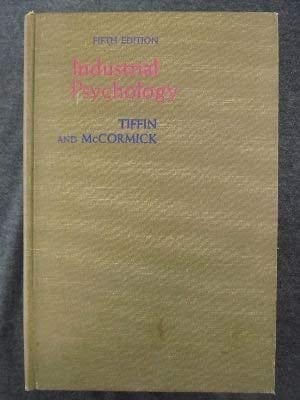 FIFTH EDITION
Industrial
Psychology
TIFFIN
AND McCORMICK